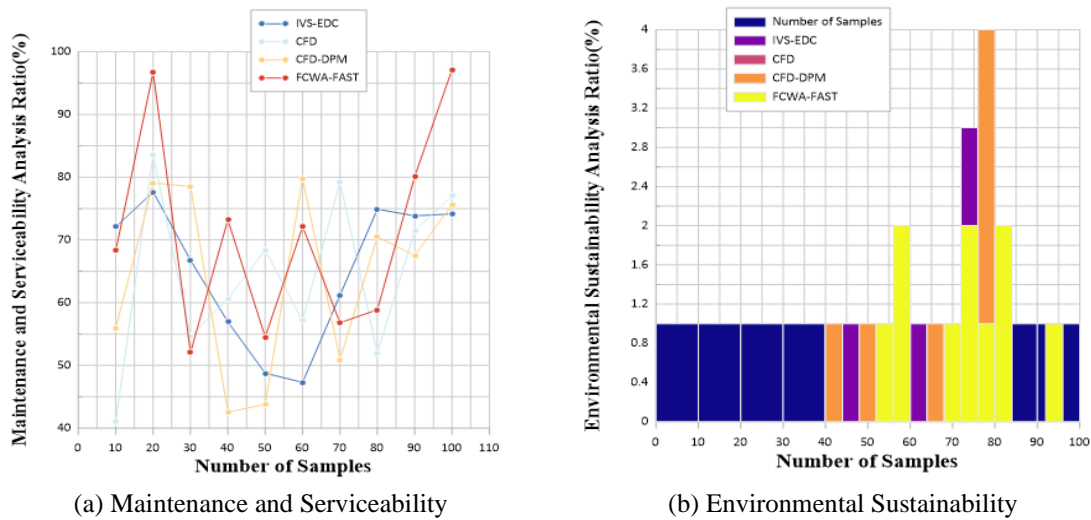 IVS-EDC
CFD
CFD-DPM
FCWA-FAST
Maintenance and Serviceability Analysis Ratio(%)
100
90
80
70
60
50
40
0 10 20 30 40 50 60 70 80 90 100 110
Number of Samples
(a) Maintenance and Serviceability
Number of Samples
IVS-EDC
CFD
CFD-DPM
FCWA-FAST
Environmental Sustainability Analysis Ratio(%)
4
3.6
3.2
2.8
2.4
2
1.6
1.2
0.8
0.4
0
0 10 20 30 40 50 60 70 80 90 100
Number of Samples
(b) Environmental Sustainability